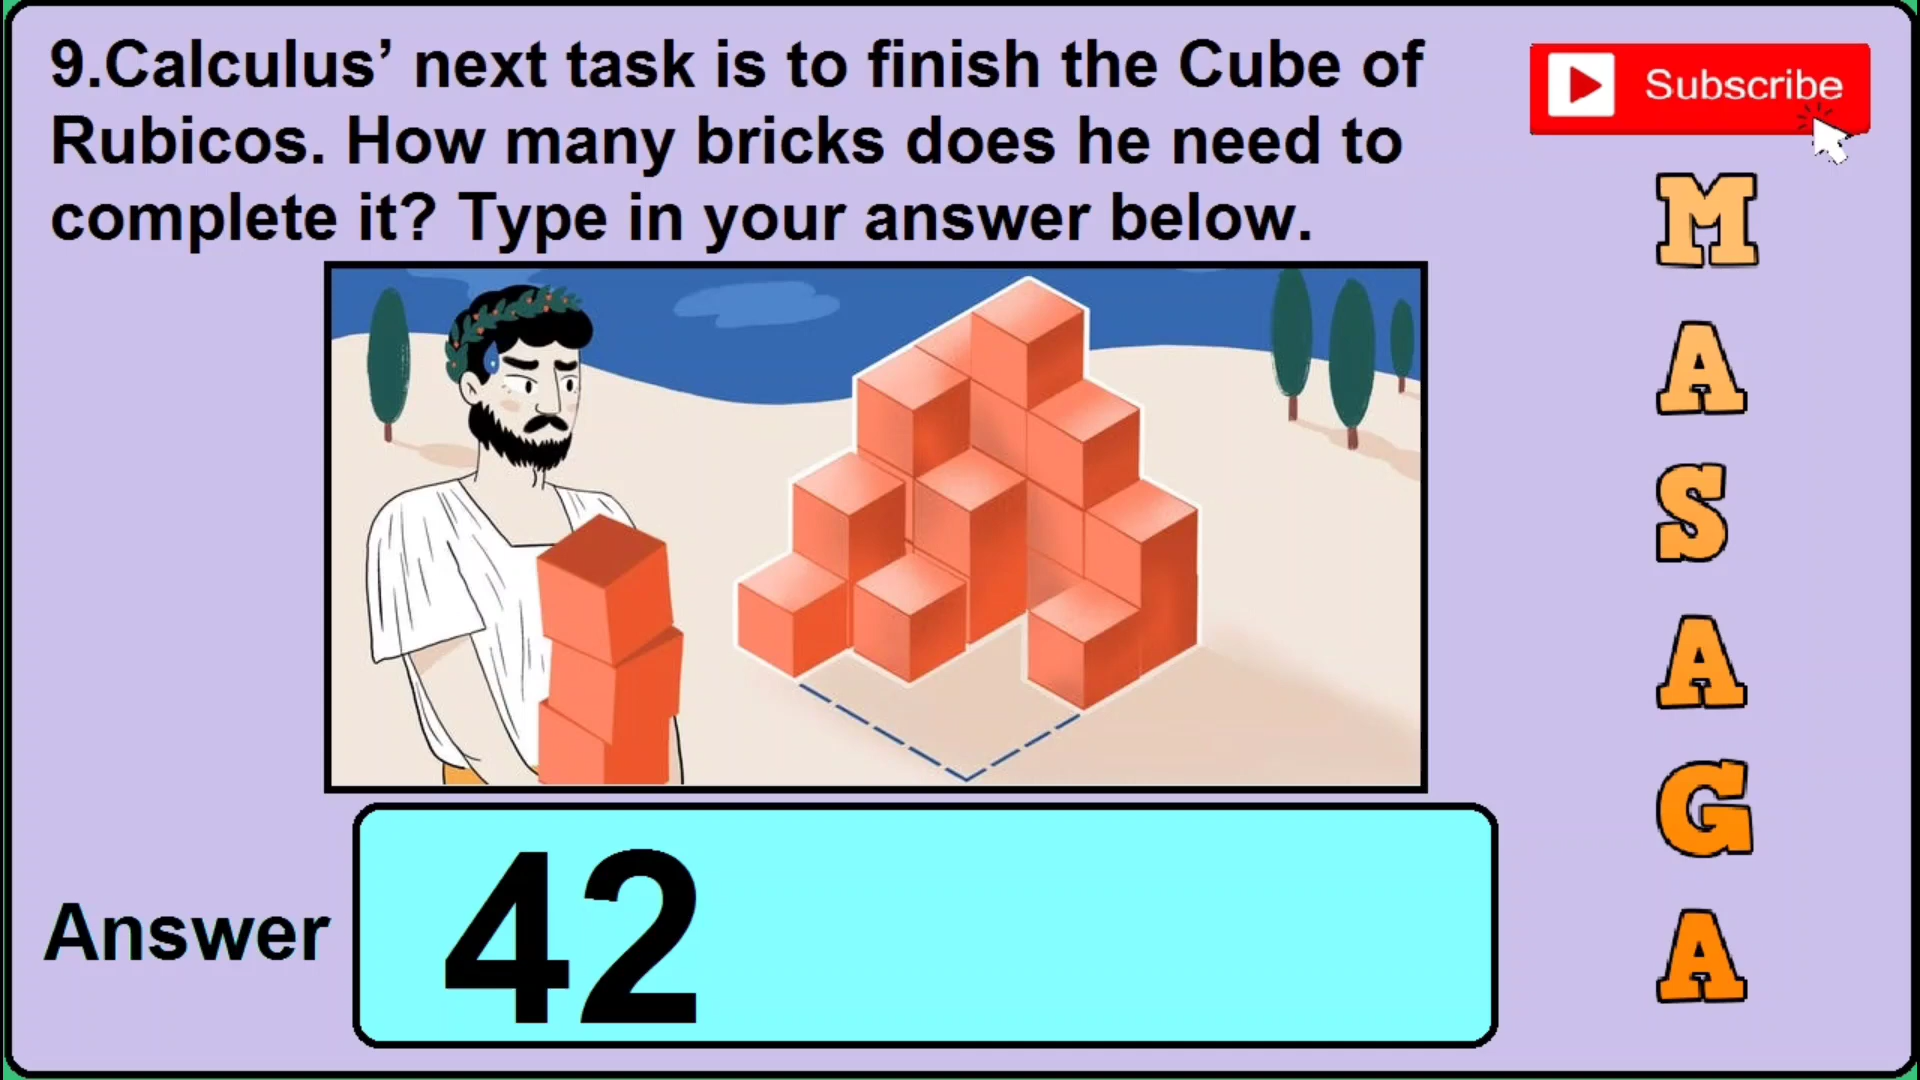 9.Calculus’ next task is to finish the Cube of
Rubicos. How many bricks does he need to
complete it? Type in your answer below.
Subscribe
M
A
S
A
G
A
Answer
42